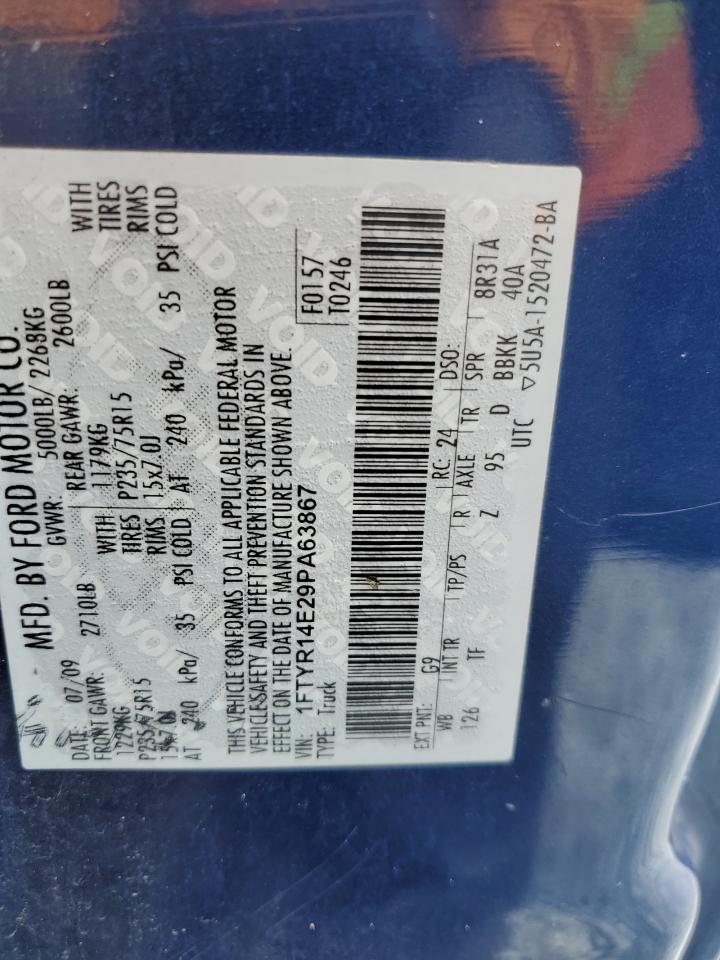 MFD. BY FORD MOTOR CO.
DATE: 07/09 GVWR: 5000LB/ 2268KG
FRONT GAWR: 2710LB REAR GAWR: 2600LB
1229KG WITH 1179KG WITH
P235/75R15 TIRES P235/75R15 TIRES
15x7.0J RIMS 15x7.0J RIMS
AT 240 kPa/ 35 PSI COLD AT 240 kPa/ 35 PSI COLD
THIS VEHICLE CONFORMS TO ALL APPLICABLE FEDERAL MOTOR
VEHICLE SAFETY AND THEFT PREVENTION STANDARDS IN
EFFECT ON THE DATE OF MANUFACTURE SHOWN ABOVE.
VIN: 1FTYR14E29PA63867 F0157
TYPE: Truck T0246
EXT PNT: G9 RC: 24 DSO:
WB INT TR TP/PS R AXLE TR SPR 8R31A
126 TF Z 95 D BBKK 40A
UTC ▽5U5A-1520472-BA
VOID VOID VOID